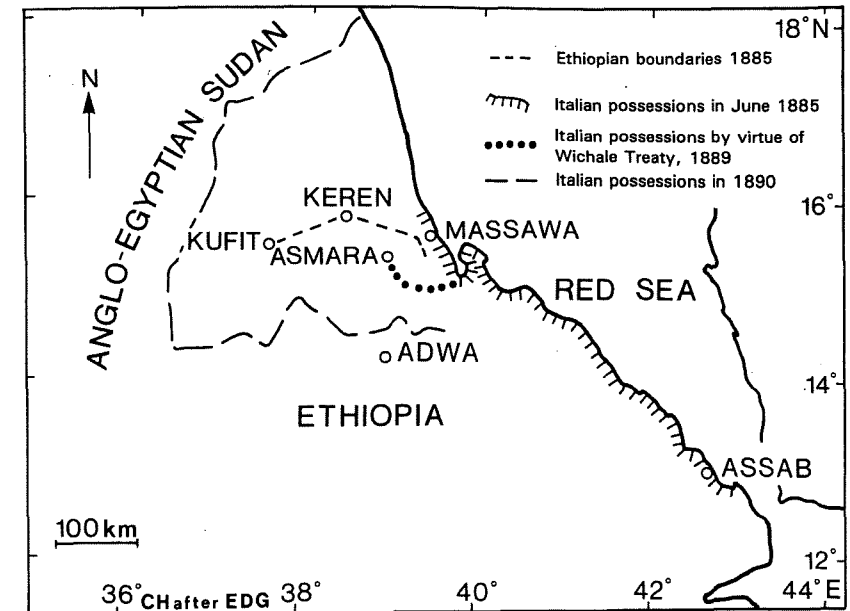 18°N
N
Ethiopian boundaries 1885
Italian possessions in June 1885
Italian possessions by virtue of
Wichale Treaty, 1889
Italian possessions in 1890
ANGLO-EGYPTIAN SUDAN
KEREN
16°
MASSAWA
KUFIT
ASMARA
RED SEA
ADWA
14°
ETHIOPIA
ASSAB
100 km
12°
36°
CH after EDG
38°
40°
42°
44°E